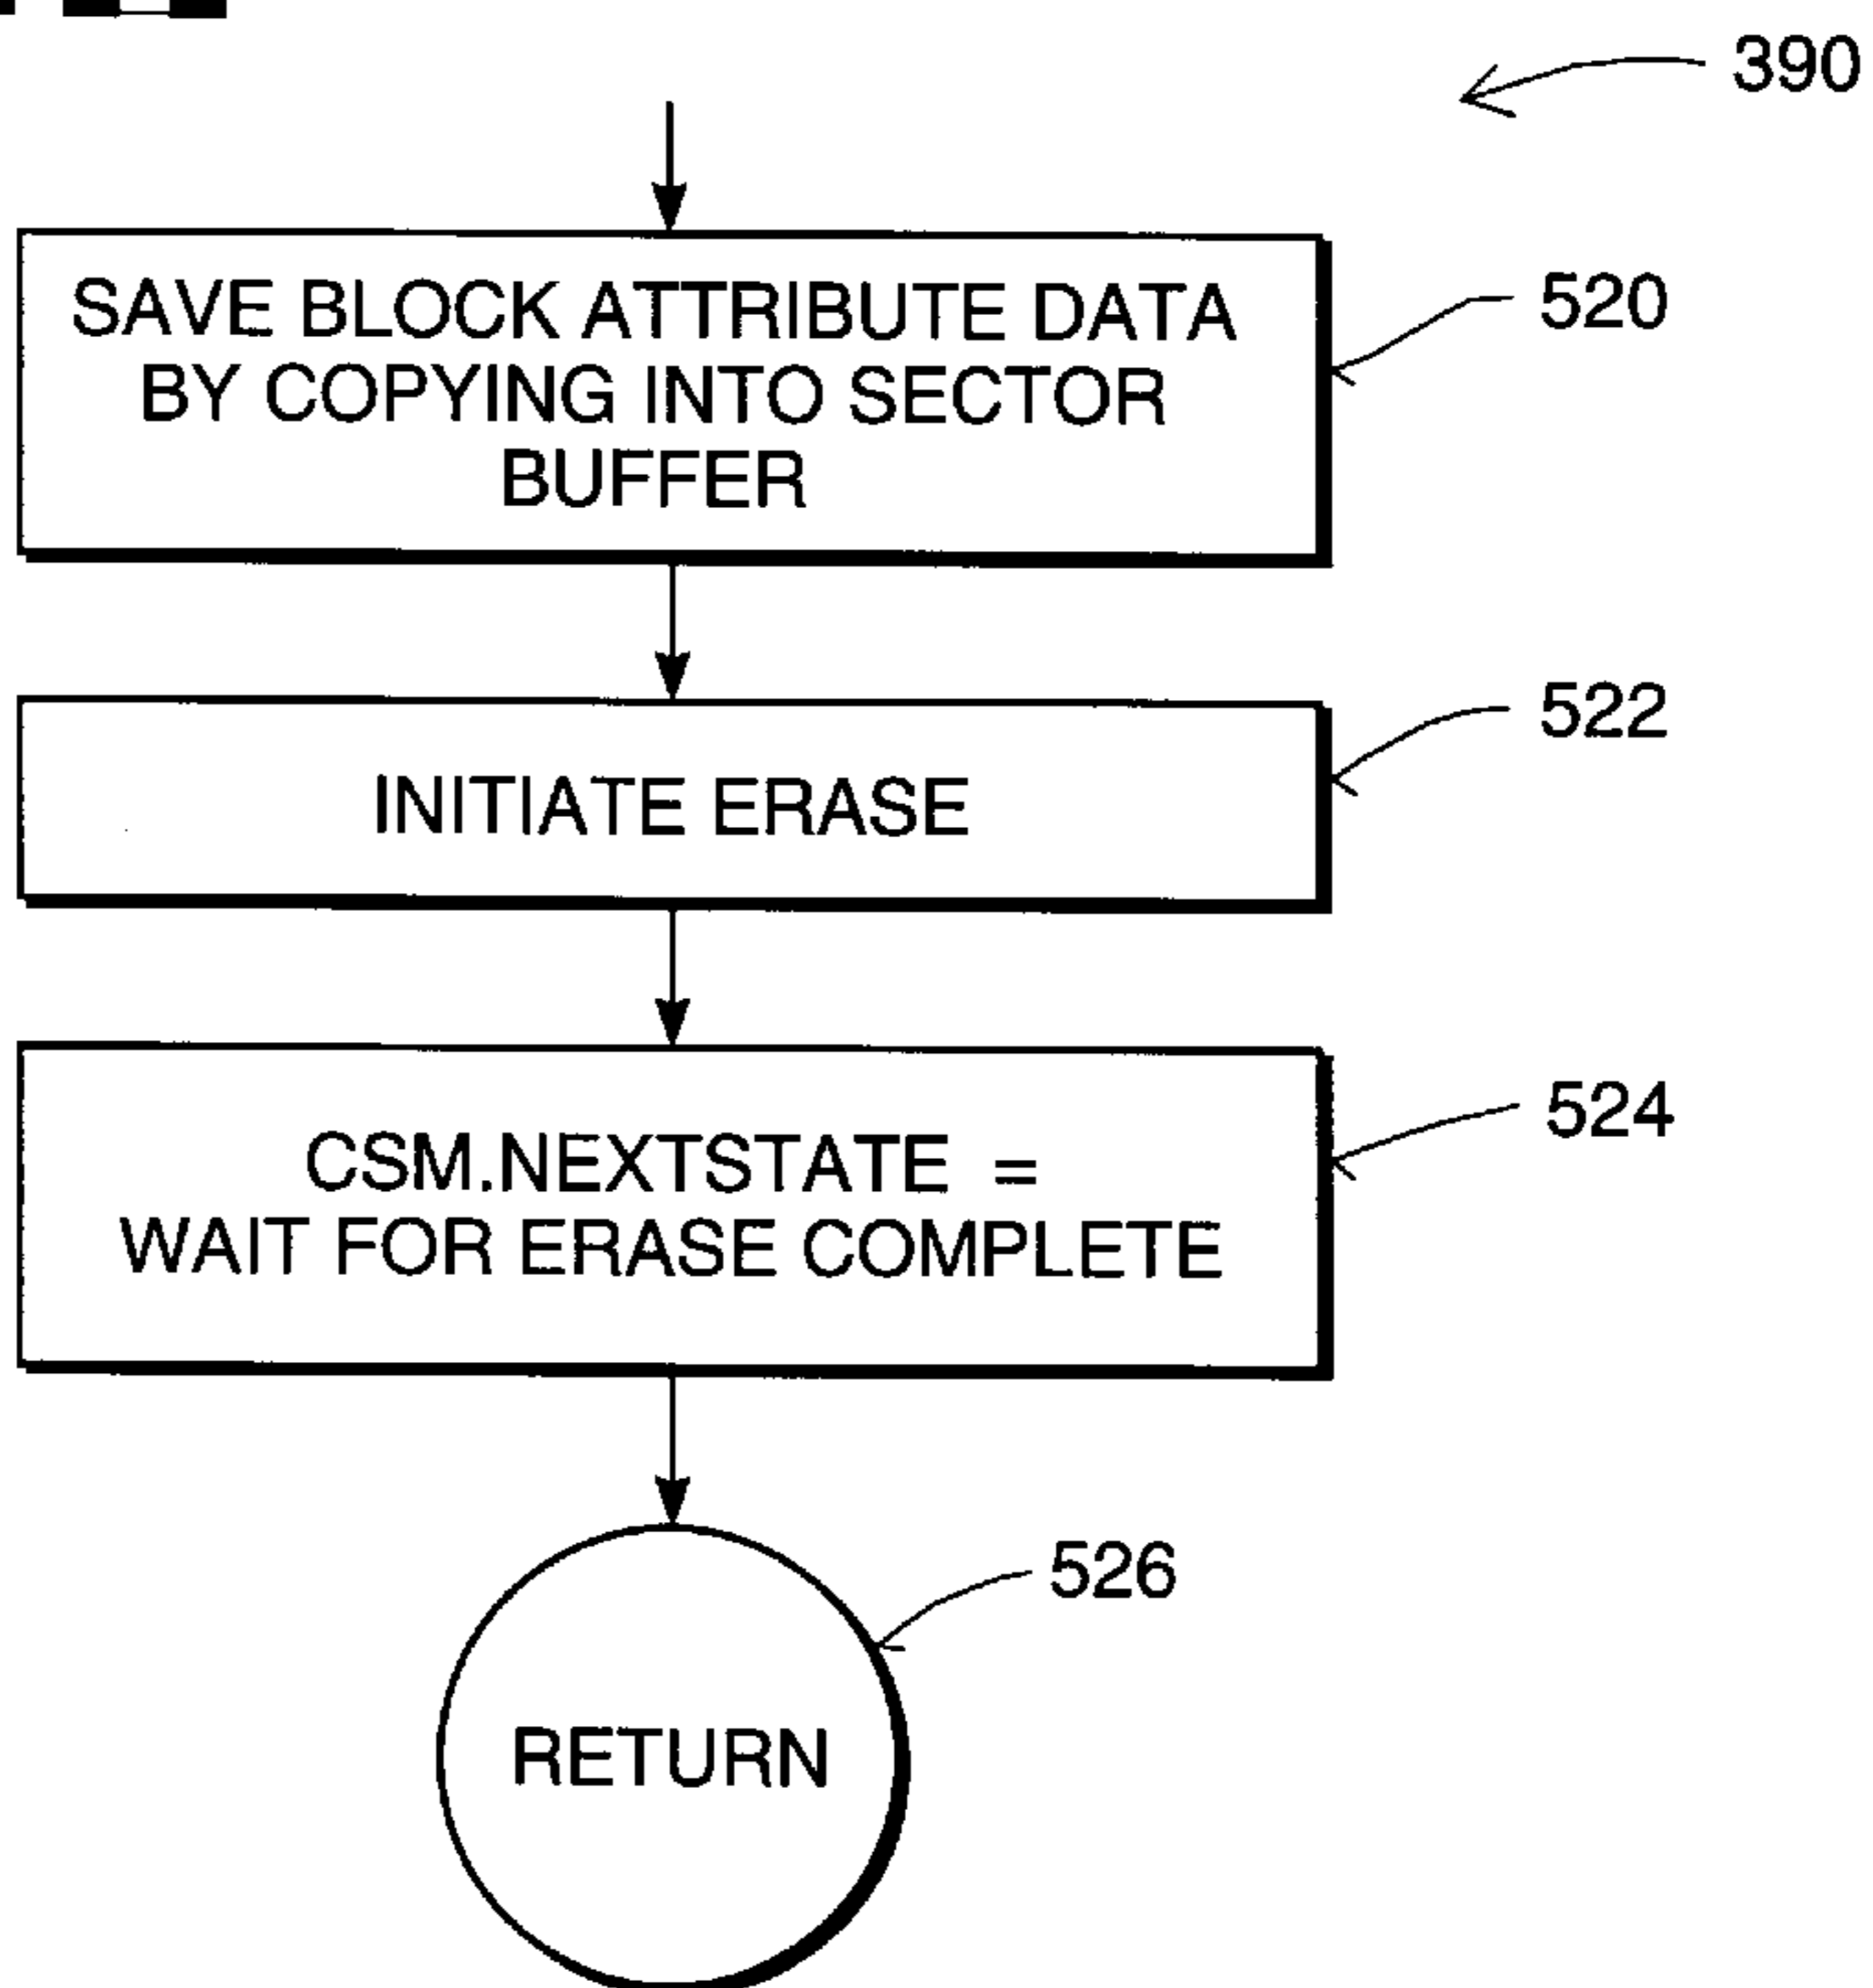 390
SAVE BLOCK ATTRIBUTE DATA
BY COPYING INTO SECTOR
BUFFER
520
INITIATE ERASE
522
CSM.NEXTSTATE =
WAIT FOR ERASE COMPLETE
524
RETURN
526